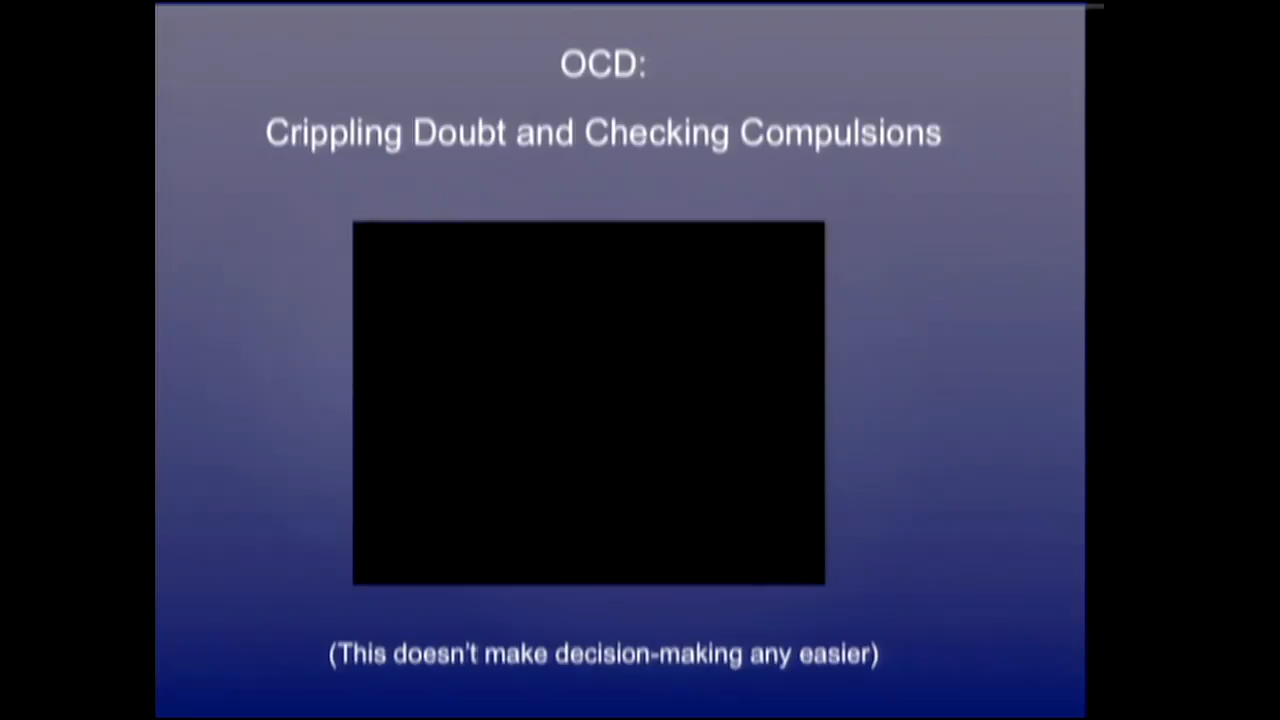 OCD:
Crippling Doubt and Checking Compulsions
(This doesn't make decision-making any easier)